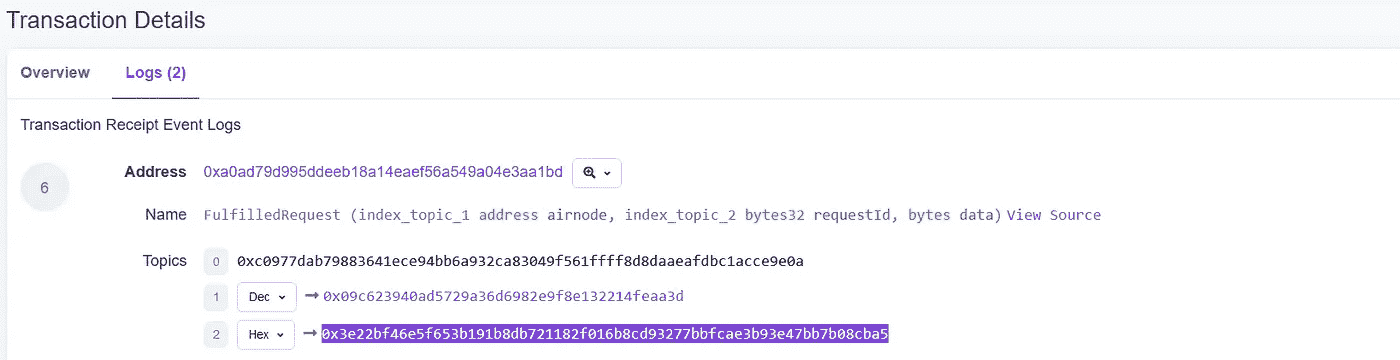 Transaction Details
Overview Logs (2)
Transaction Receipt Event Logs
6 Address 0xa0ad79d995ddeeb18a14eaef56a549a04e3aa1bd
Name FulfilledRequest (index_topic_1 address airnode, index_topic_2 bytes32 requestId, bytes data) View Source
Topics 0 0xc0977dab79883641ece94bb6a932ca83049f561ffff8d8daaeafdbc1acce9e0a
1 Dec → 0x09c623940ad5729a36d6982e9f8e132214feaa3d
2 Hex → 0x3e22bf46e5f653b191b8db721182f016b8cd93277bbfcae3b93e47bb7b08cba5